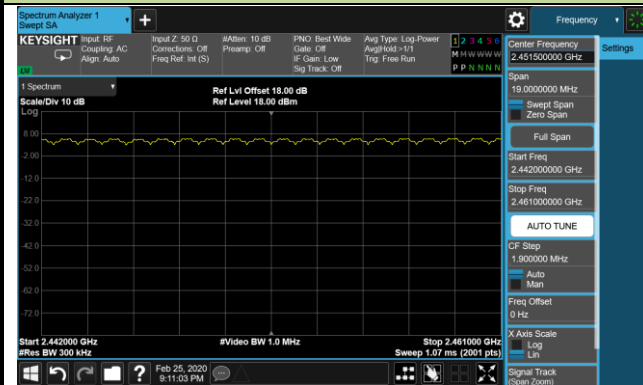 Spectrum Analyzer 1
Swept SA
+
Frequency
KEYSIGHT
Input: RF
Coupling: AC
Align: Auto
Input Z: 50 Ω
Corrections: Off
Freq Ref: Int (S)
#Atten: 10 dB
Preamp: Off
PNO: Best Wide
Gate: Off
IF Gain: Low
Sig Track: Off
Avg Type: Log-Power
Avg|Hold:>1/1
Trig: Free Run
1 2 3 4 5 6
M W W W W W
P P N N N N
LW
Center Frequency
2.451500000 GHz
Settings
Span
19.0000000 MHz
Swept Span
Zero Span
Full Span
Start Freq
2.442000000 GHz
Stop Freq
2.461000000 GHz
AUTO TUNE
CF Step
1.900000 MHz
Auto
Man
Freq Offset
0 Hz
X Axis Scale
Log
Lin
Signal Track
(Span Zoom)
1 Spectrum
Scale/Div 10 dB
Ref Lvl Offset 18.00 dB
Ref Level 18.00 dBm
Log
8.00
-2.00
-12.0
-22.0
-32.0
-42.0
-52.0
-62.0
-72.0
Start 2.442000 GHz
#Video BW 1.0 MHz
Stop 2.461000 GHz
#Res BW 300 kHz
Sweep 1.07 ms (2001 pts)
?
Feb 25, 2020
9:11:03 PM